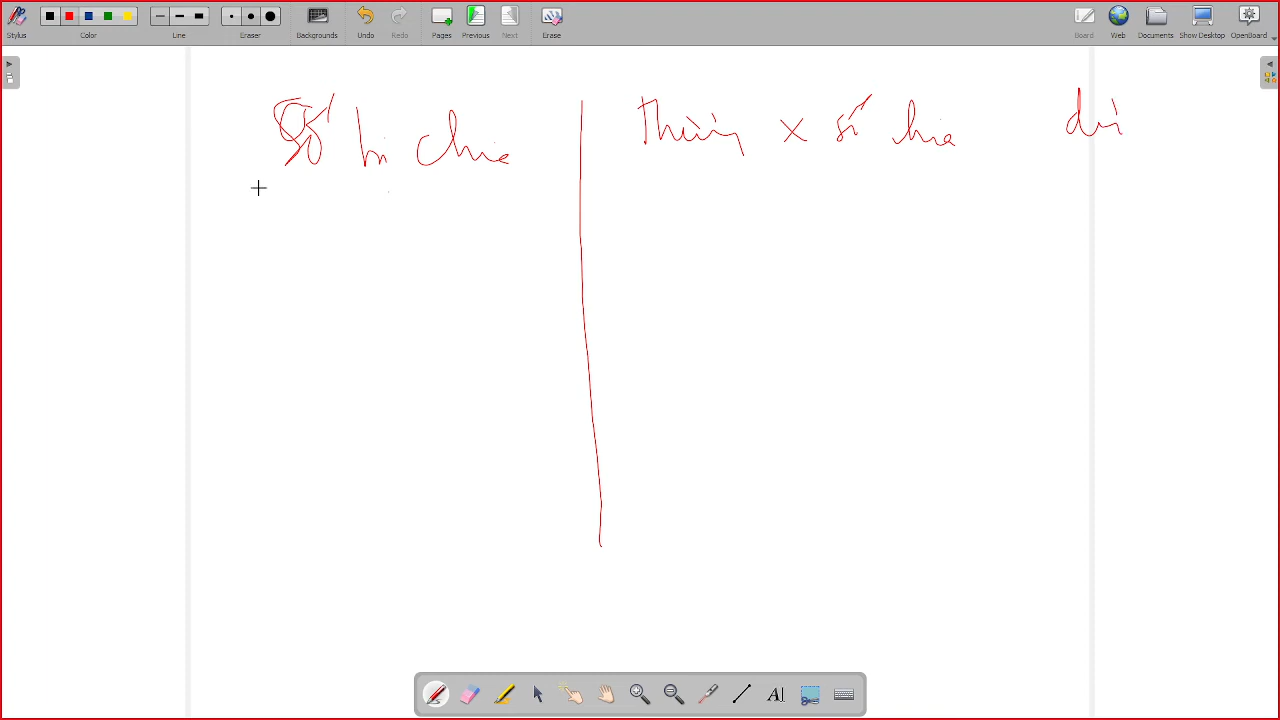 Stylus Color Line Eraser Backgrounds Undo Redo Pages Previous Next Erase Board Web Documents Show Desktop OpenBoard
Số bị chia thương x số chia dư